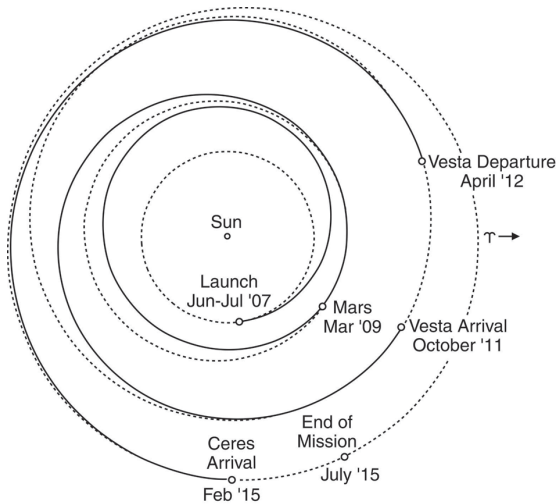 Vesta Departure
April '12
Sun
♈→
Launch
Jun-Jul '07
Mars
Mar '09
Vesta Arrival
October '11
End of
Mission
Ceres
Arrival
July '15
Feb '15